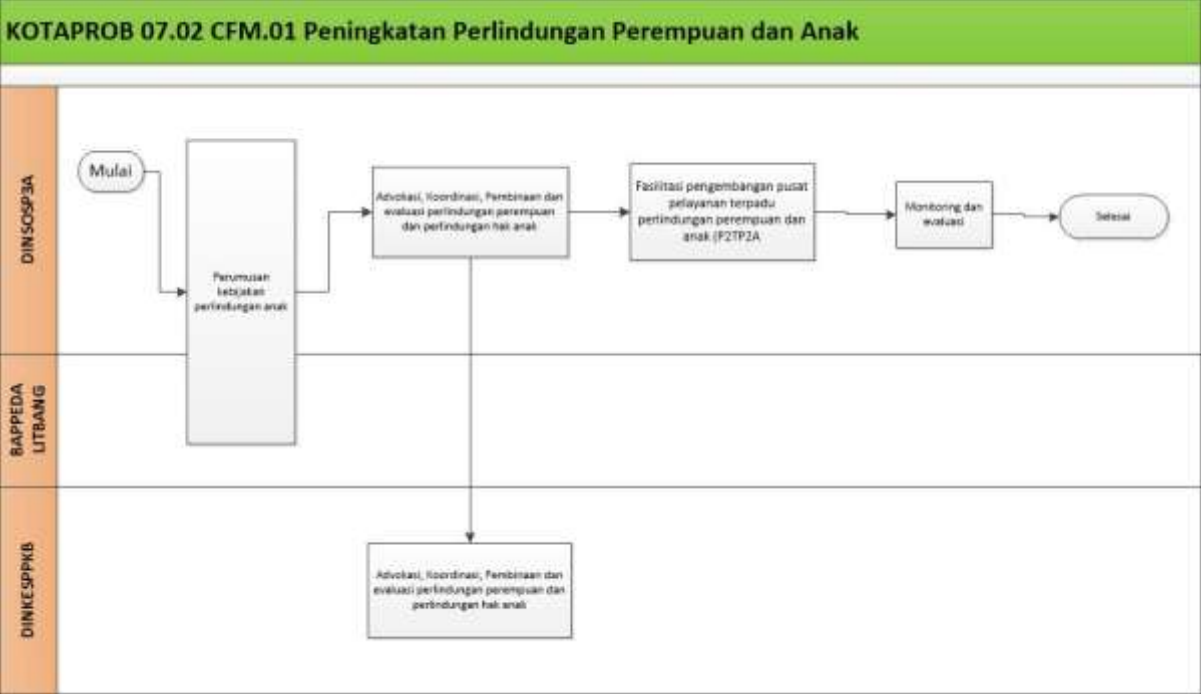 KOTAPROB 07.02 CFM.01 Peningkatan Perlindungan Perempuan dan Anak
DINSOSP3A
Mulai
Perumusan
kebijakan
perlindungan anak
Advokasi, Koordinasi, Pembinaan dan
evaluasi perlindungan perempuan
dan perlindungan hak anak
Fasilitasi pengembangan pusat
pelayanan terpadu
perlindungan perempuan dan
anak (P2TP2A
Monitoring dan
evaluasi
Selesai
BAPPEDA
LITBANG
DINKESPPKB
Advokasi, Koordinasi, Pembinaan dan
evaluasi perlindungan perempuan dan
perlindungan hak anak